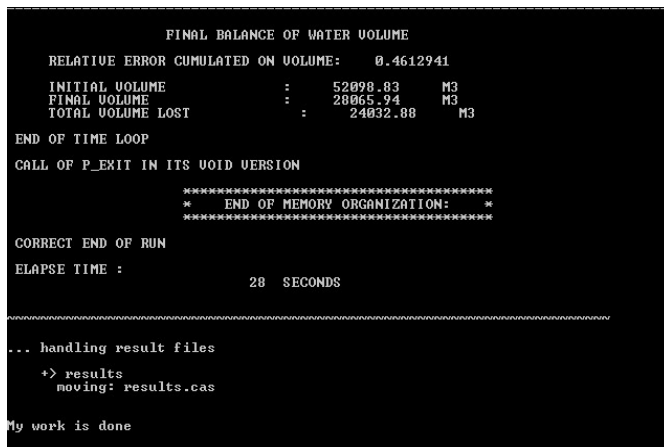 FINAL BALANCE OF WATER VOLUME
RELATIVE ERROR CUMULATED ON VOLUME: 0.4612941
INITIAL VOLUME : 52098.83 M3
FINAL VOLUME : 28065.94 M3
TOTAL VOLUME LOST : 24032.88 M3
END OF TIME LOOP
CALL OF P_EXIT IN ITS VOID VERSION
*************************************
* END OF MEMORY ORGANIZATION: *
*************************************
CORRECT END OF RUN
ELAPSE TIME :
28 SECONDS
~~~~~~~~~~~~~~~~~~~~~~~~~~~~~~~~~~~~~~~~~~~~~~~~~~~~~~~~~~~~~~~~~~~~~~~~
... handling result files
+> results
moving: results.cas
My work is done